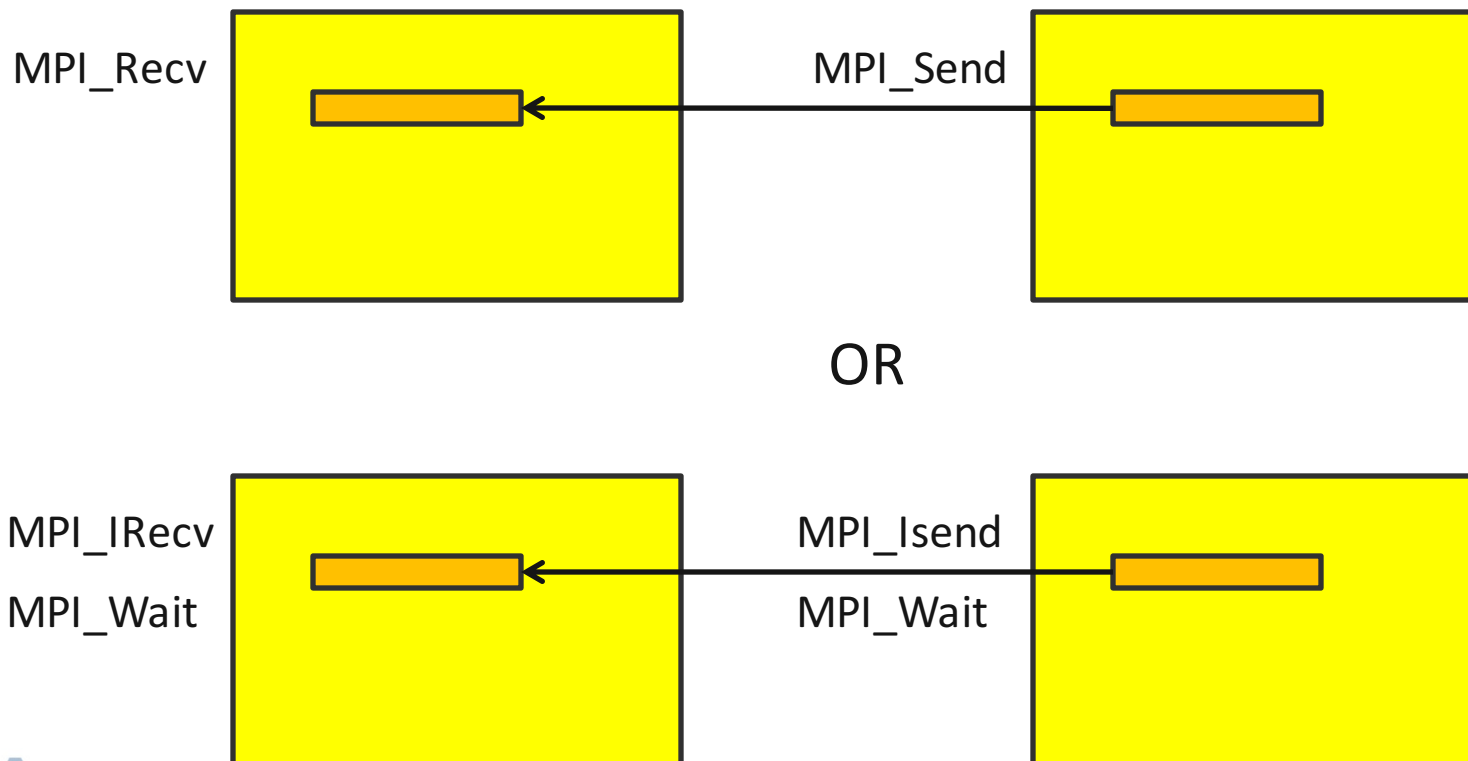 MPI_Recv
MPI_Send
OR
MPI_IRecv
MPI_Isend
MPI_Wait
MPI_Wait